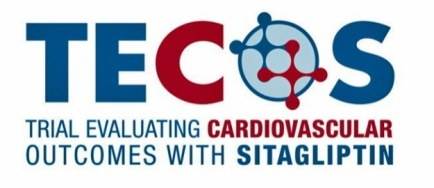 TECOS
TRIAL EVALUATING CARDIOVASCULAR
OUTCOMES WITH SITAGLIPTIN